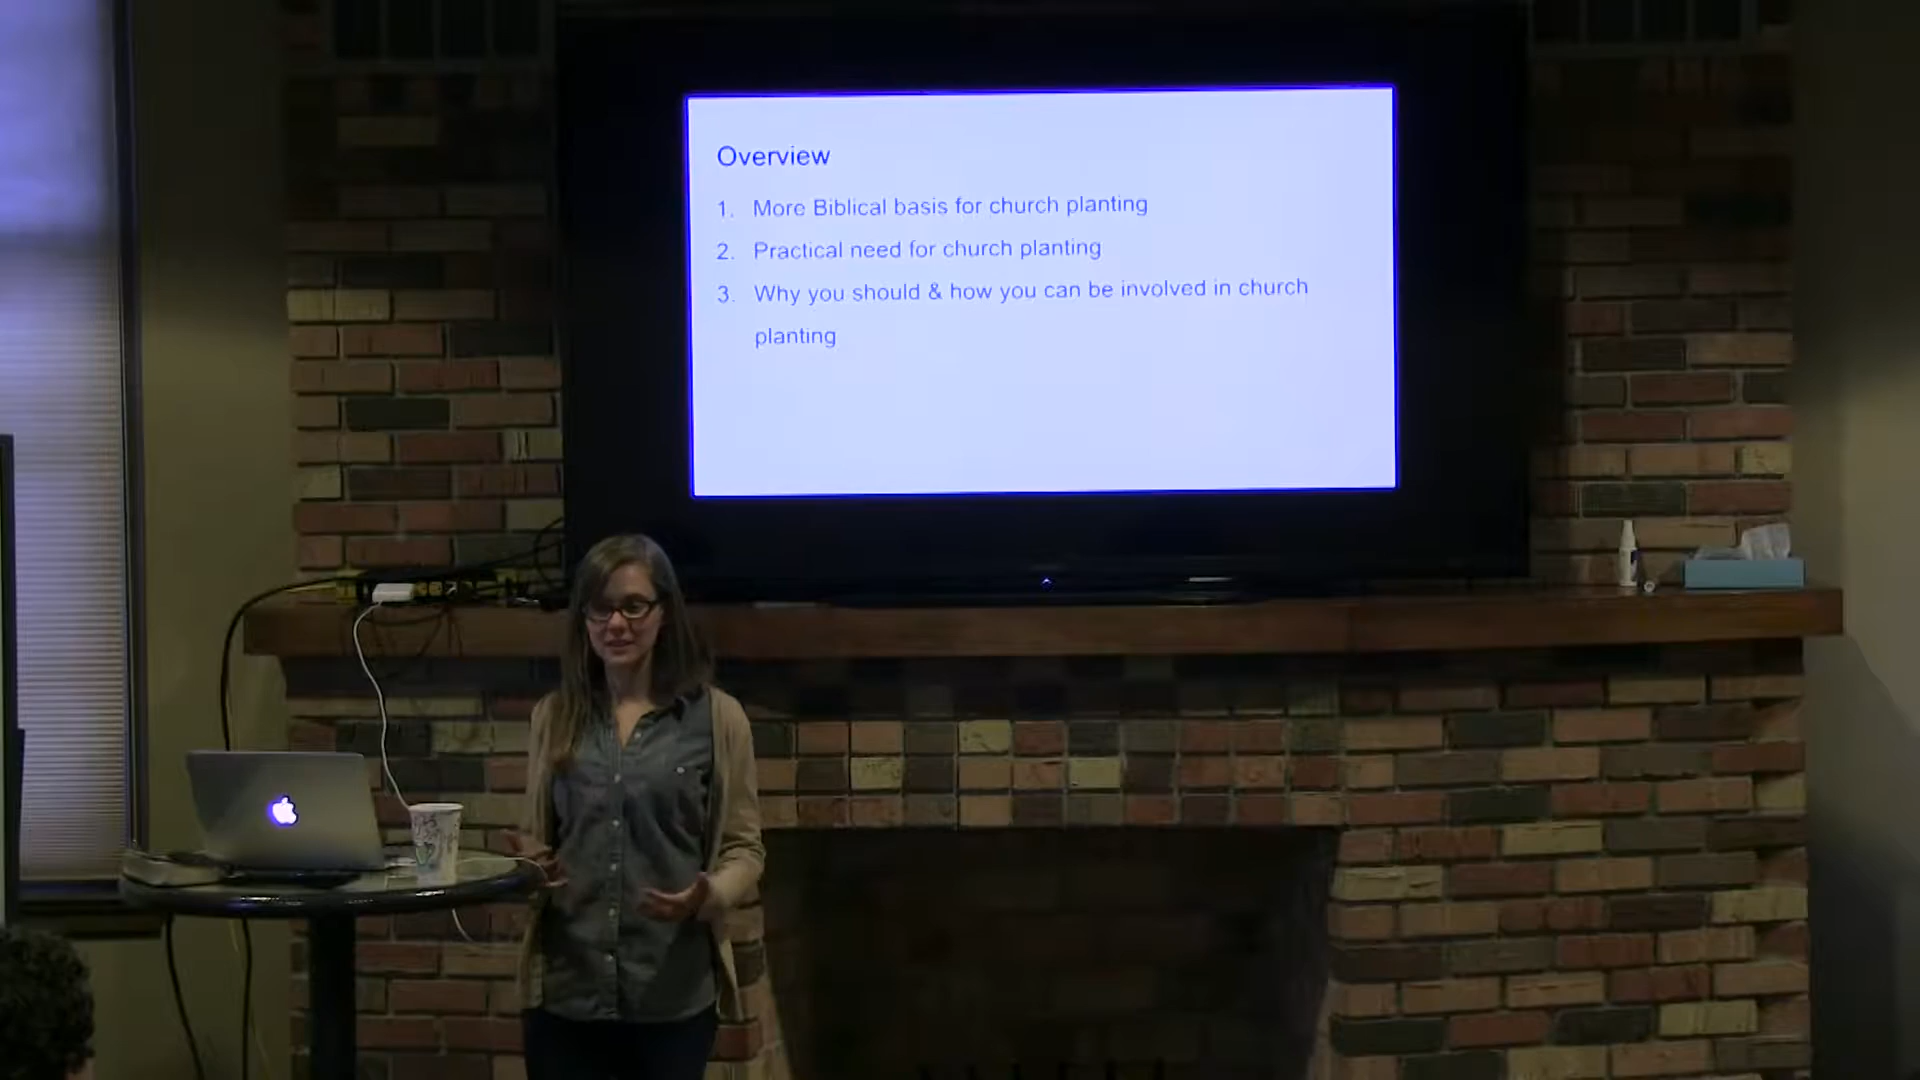 Overview
1. More Biblical basis for church planting
2. Practical need for church planting
3. Why you should & how you can be involved in church
planting